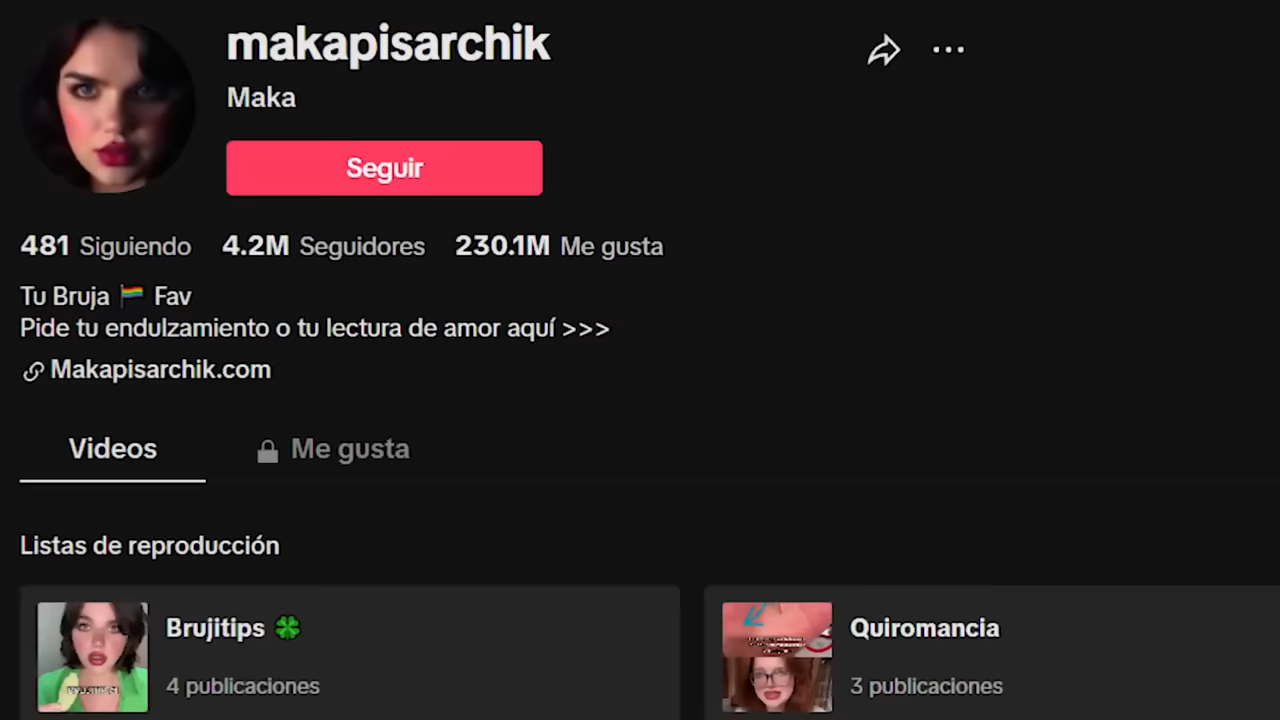 makapisarchik
Maka
Seguir
481 Siguiendo 4.2M Seguidores 230.1M Me gusta
Tu Bruja 🏳️‍🌈 Fav
Pide tu endulzamiento o tu lectura de amor aquí >>>
Makapisarchik.com
Videos Me gusta
Listas de reproducción
Brujitips 🍀
4 publicaciones
Quiromancia
3 publicaciones